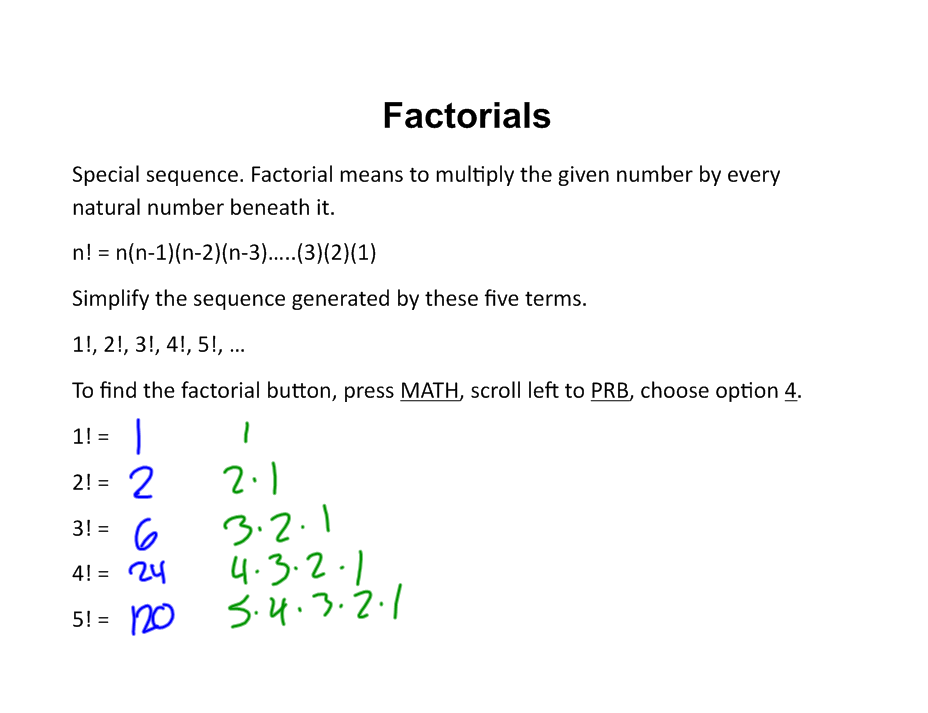 Factorials
Special sequence. Factorial means to multiply the given number by every
natural number beneath it.
n! = n(n-1)(n-2)(n-3)…..(3)(2)(1)
Simplify the sequence generated by these five terms.
1!, 2!, 3!, 4!, 5!, …
To find the factorial button, press MATH, scroll left to PRB, choose option 4.
1! = 1 1
2! = 2 2·1
3! = 6 3·2·1
4! = 24 4·3·2·1
5! = 120 5·4·3·2·1